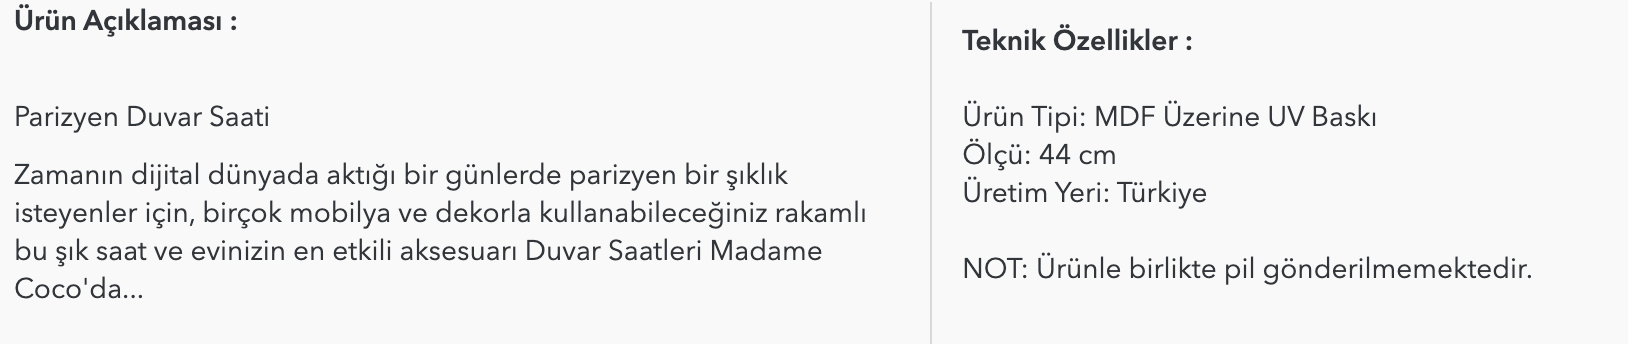 Ürün Açıklaması :
Parizyen Duvar Saati
Zamanın dijital dünyada aktığı bir günlerde parizyen bir şıklık
isteyenler için, birçok mobilya ve dekorla kullanabileceğiniz rakamlı
bu şık saat ve evinizin en etkili aksesuarı Duvar Saatleri Madame
Coco'da...
Teknik Özellikler :
Ürün Tipi: MDF Üzerine UV Baskı
Ölçü: 44 cm
Üretim Yeri: Türkiye
NOT: Ürünle birlikte pil gönderilmemektedir.